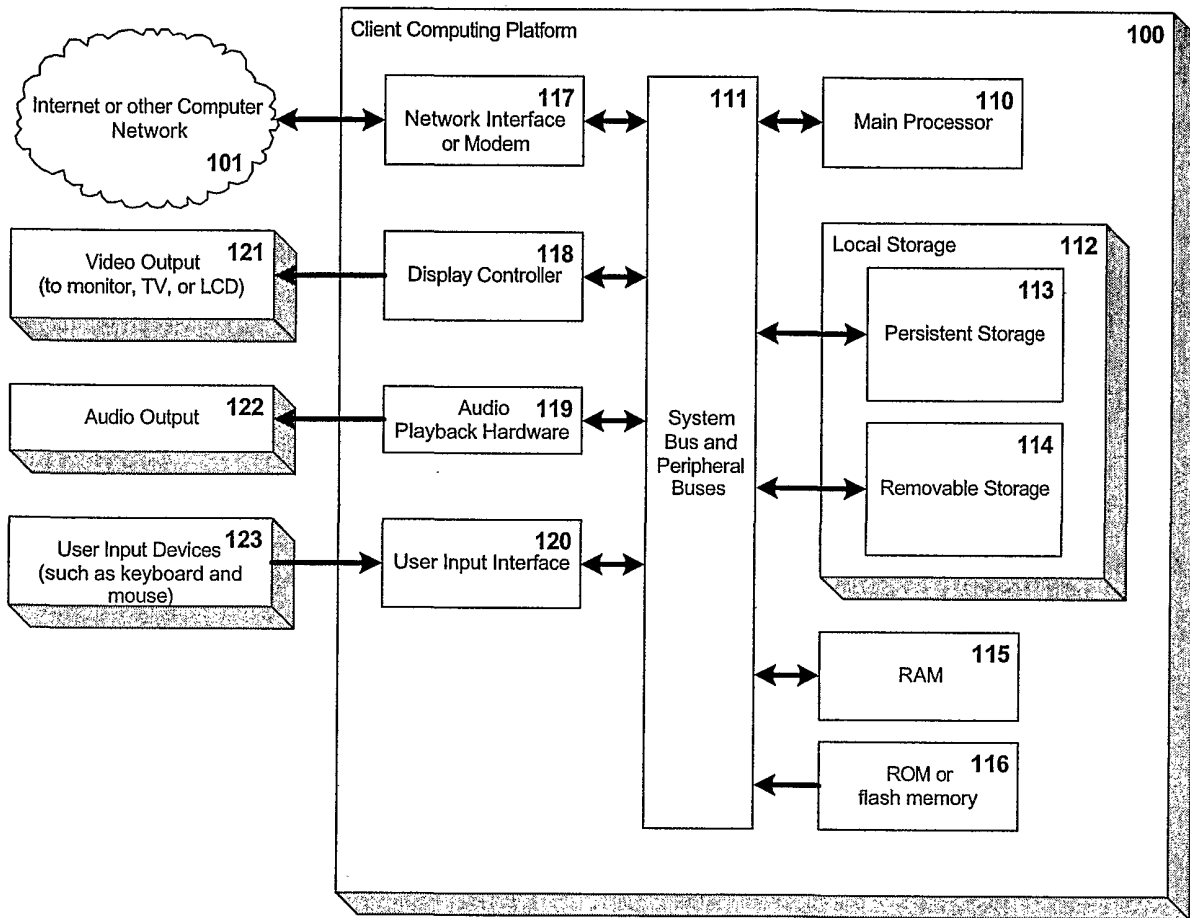 Client Computing Platform
100
Internet or other Computer
Network
101
117
Network Interface
or Modem
111
System
Bus and
Peripheral
Buses
110
Main Processor
121
Video Output
(to monitor, TV, or LCD)
118
Display Controller
Local Storage
112
113
Persistent Storage
114
Removable Storage
122
Audio Output
119
Audio
Playback Hardware
123
User Input Devices
(such as keyboard and
mouse)
120
User Input Interface
115
RAM
116
ROM or
flash memory